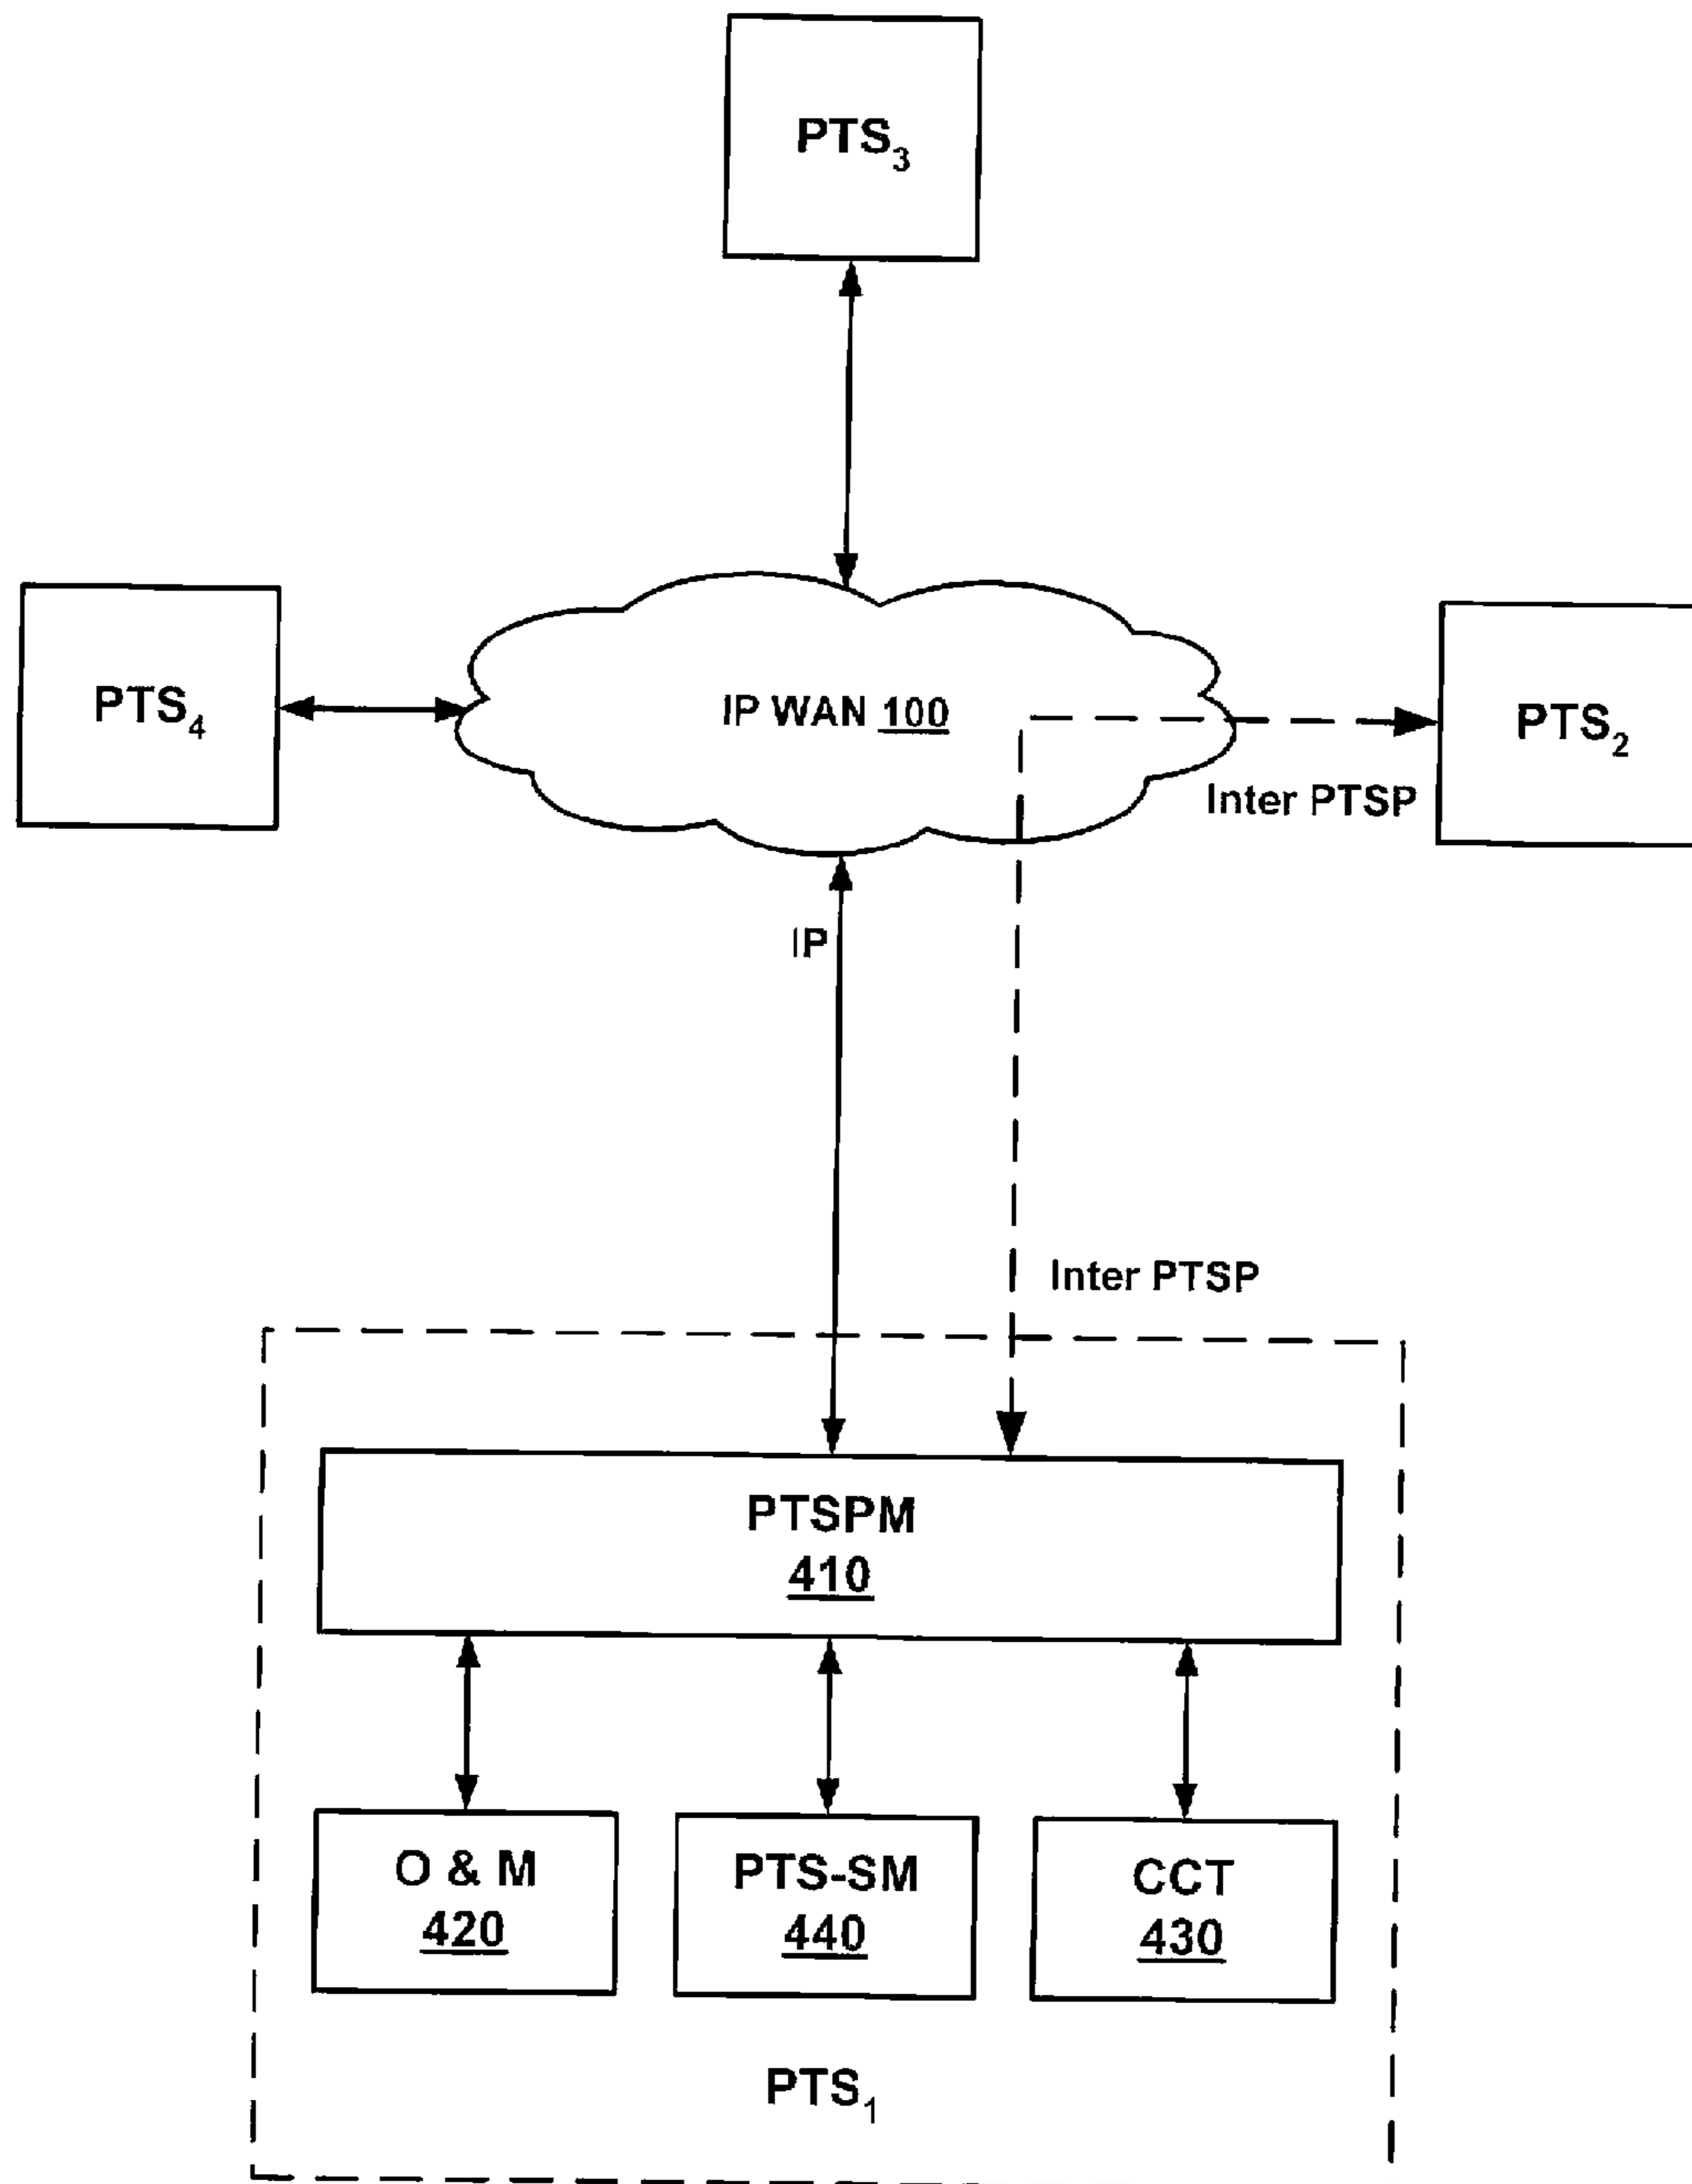 PTS₃
PTS₄
IP WAN 100
PTS₂
Inter PTSP
IP
Inter PTSP
PTSPM
410
O & M
420
PTS-SM
440
CCT
430
PTS₁